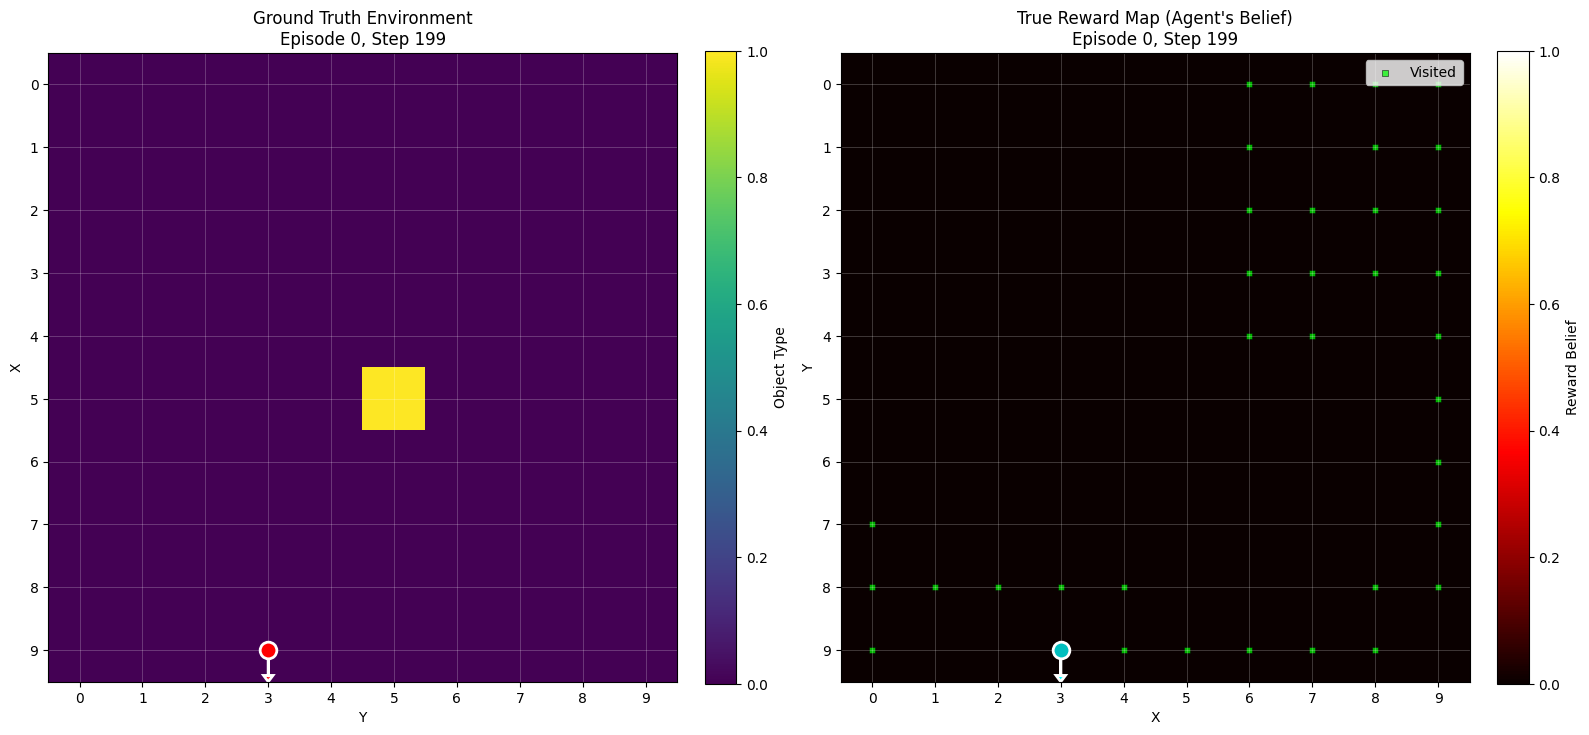 Ground Truth Environment
Episode 0, Step 199
0
1
2
3
4
5
6
7
8
9
X
0 1 2 3 4 5 6 7 8 9
Y
1.0
0.8
0.6
0.4
0.2
0.0
Object Type
True Reward Map (Agent's Belief)
Episode 0, Step 199
Visited
0
1
2
3
4
5
6
7
8
9
Y
0 1 2 3 4 5 6 7 8 9
X
1.0
0.8
0.6
0.4
0.2
0.0
Reward Belief